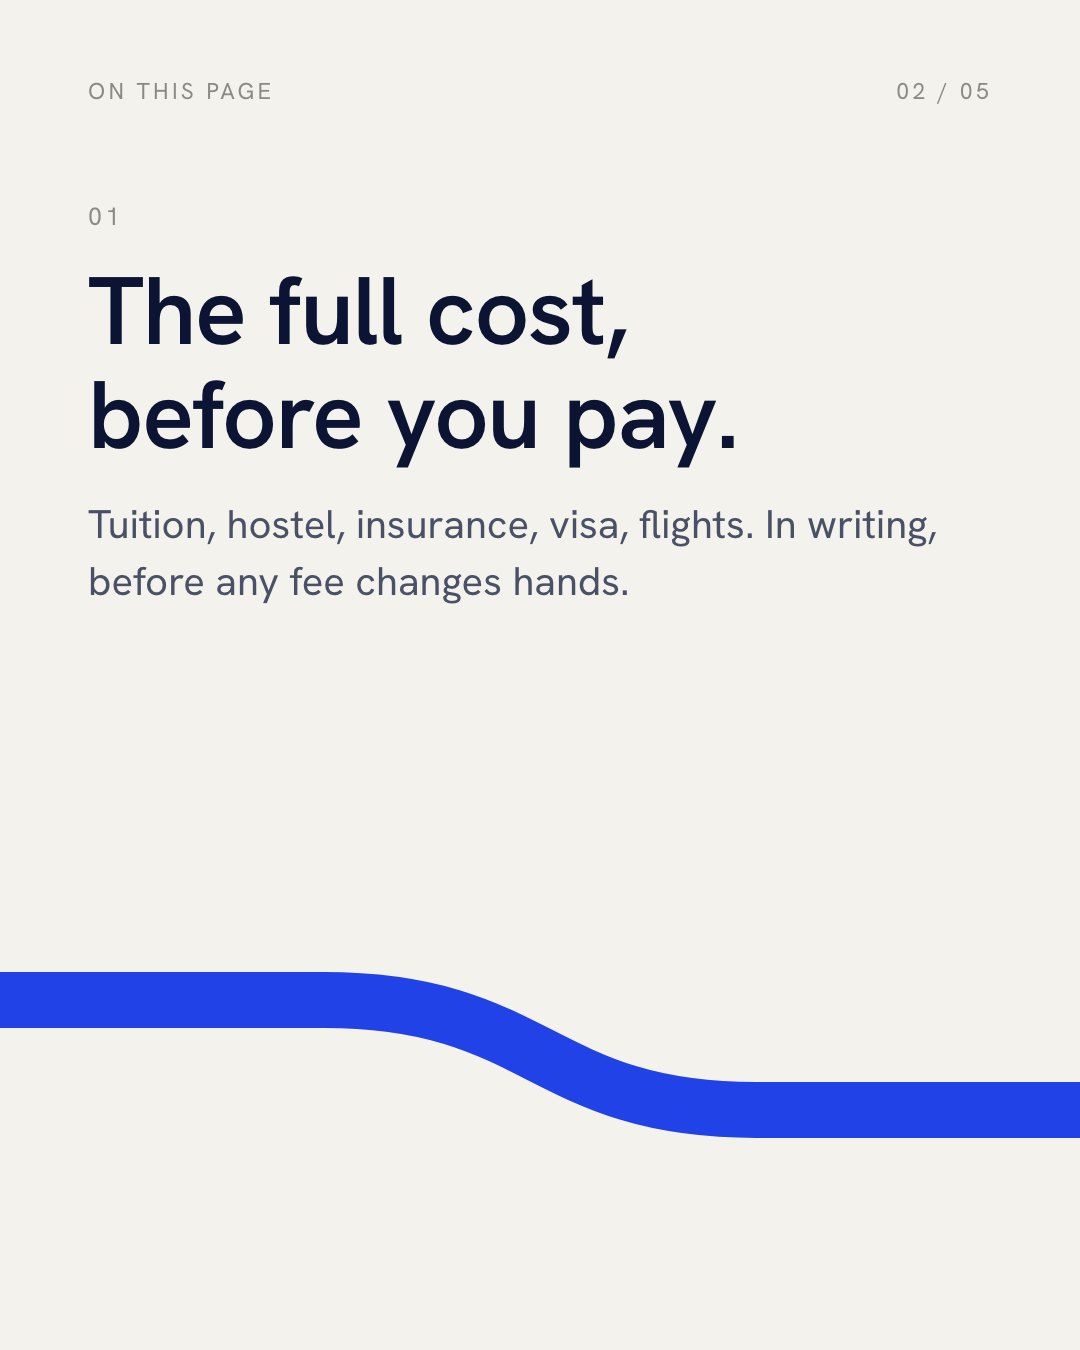 ON THIS PAGE
02 / 05
01
The full cost,
before you pay.
Tuition, hostel, insurance, visa, flights. In writing,
before any fee changes hands.